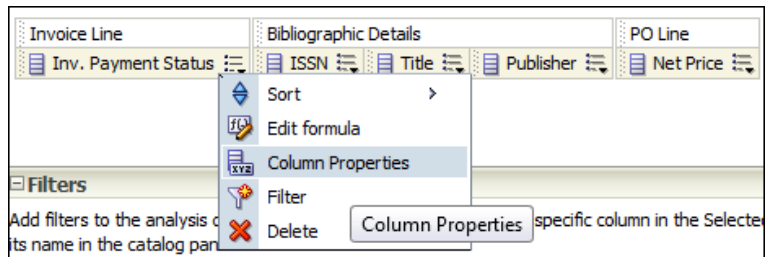 Invoice Line Bibliographic Details PO Line
Inv. Payment Status ISSN Title Publisher Net Price
Sort
Edit formula
XYZ Column Properties
Filters
Filter
Add filters to the analysis specific column in the
Delete Column Properties
its name in the catalog